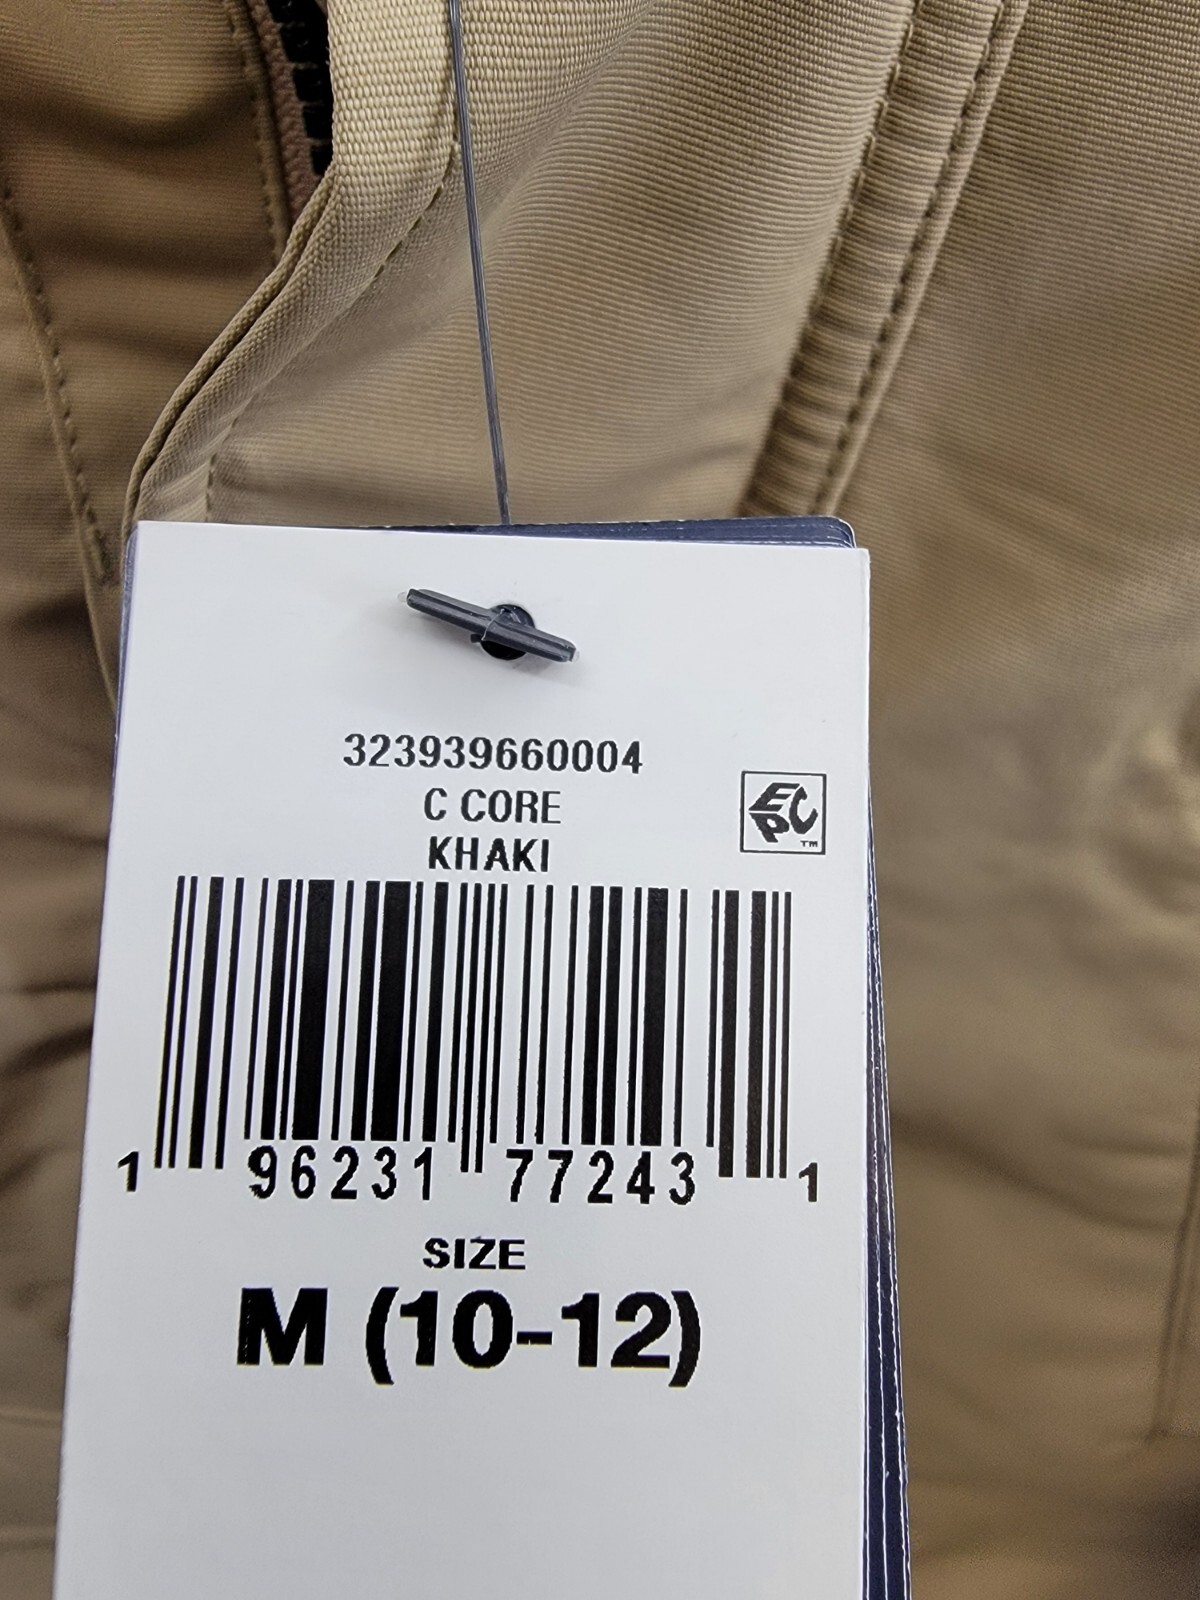 323939660004
C CORE
KHAKI
EPC
TM
1 96231 77243 1
SIZE
M (10-12)